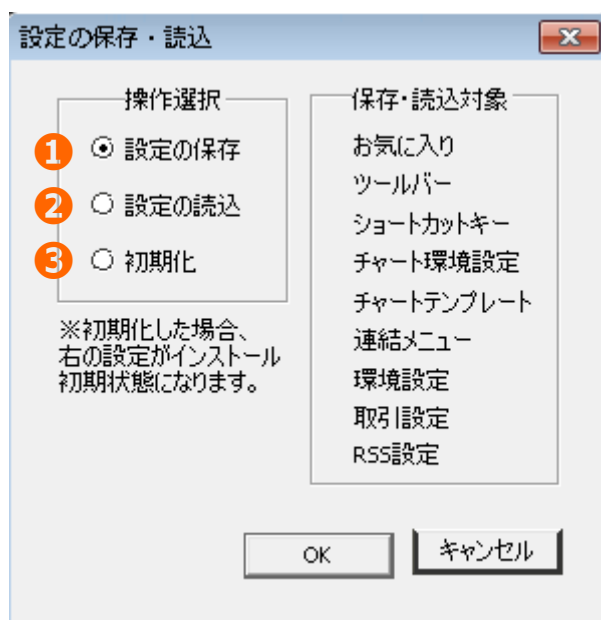 設定の保存・読込
操作選択
❶ 設定の保存
❷ 設定の読込
❸ 初期化
※初期化した場合、
右の設定がインストール
初期状態になります。
保存・読込対象
お気に入り
ツールバー
ショートカットキー
チャート環境設定
チャートテンプレート
連結メニュー
環境設定
取引設定
RSS設定
OK
キャンセル